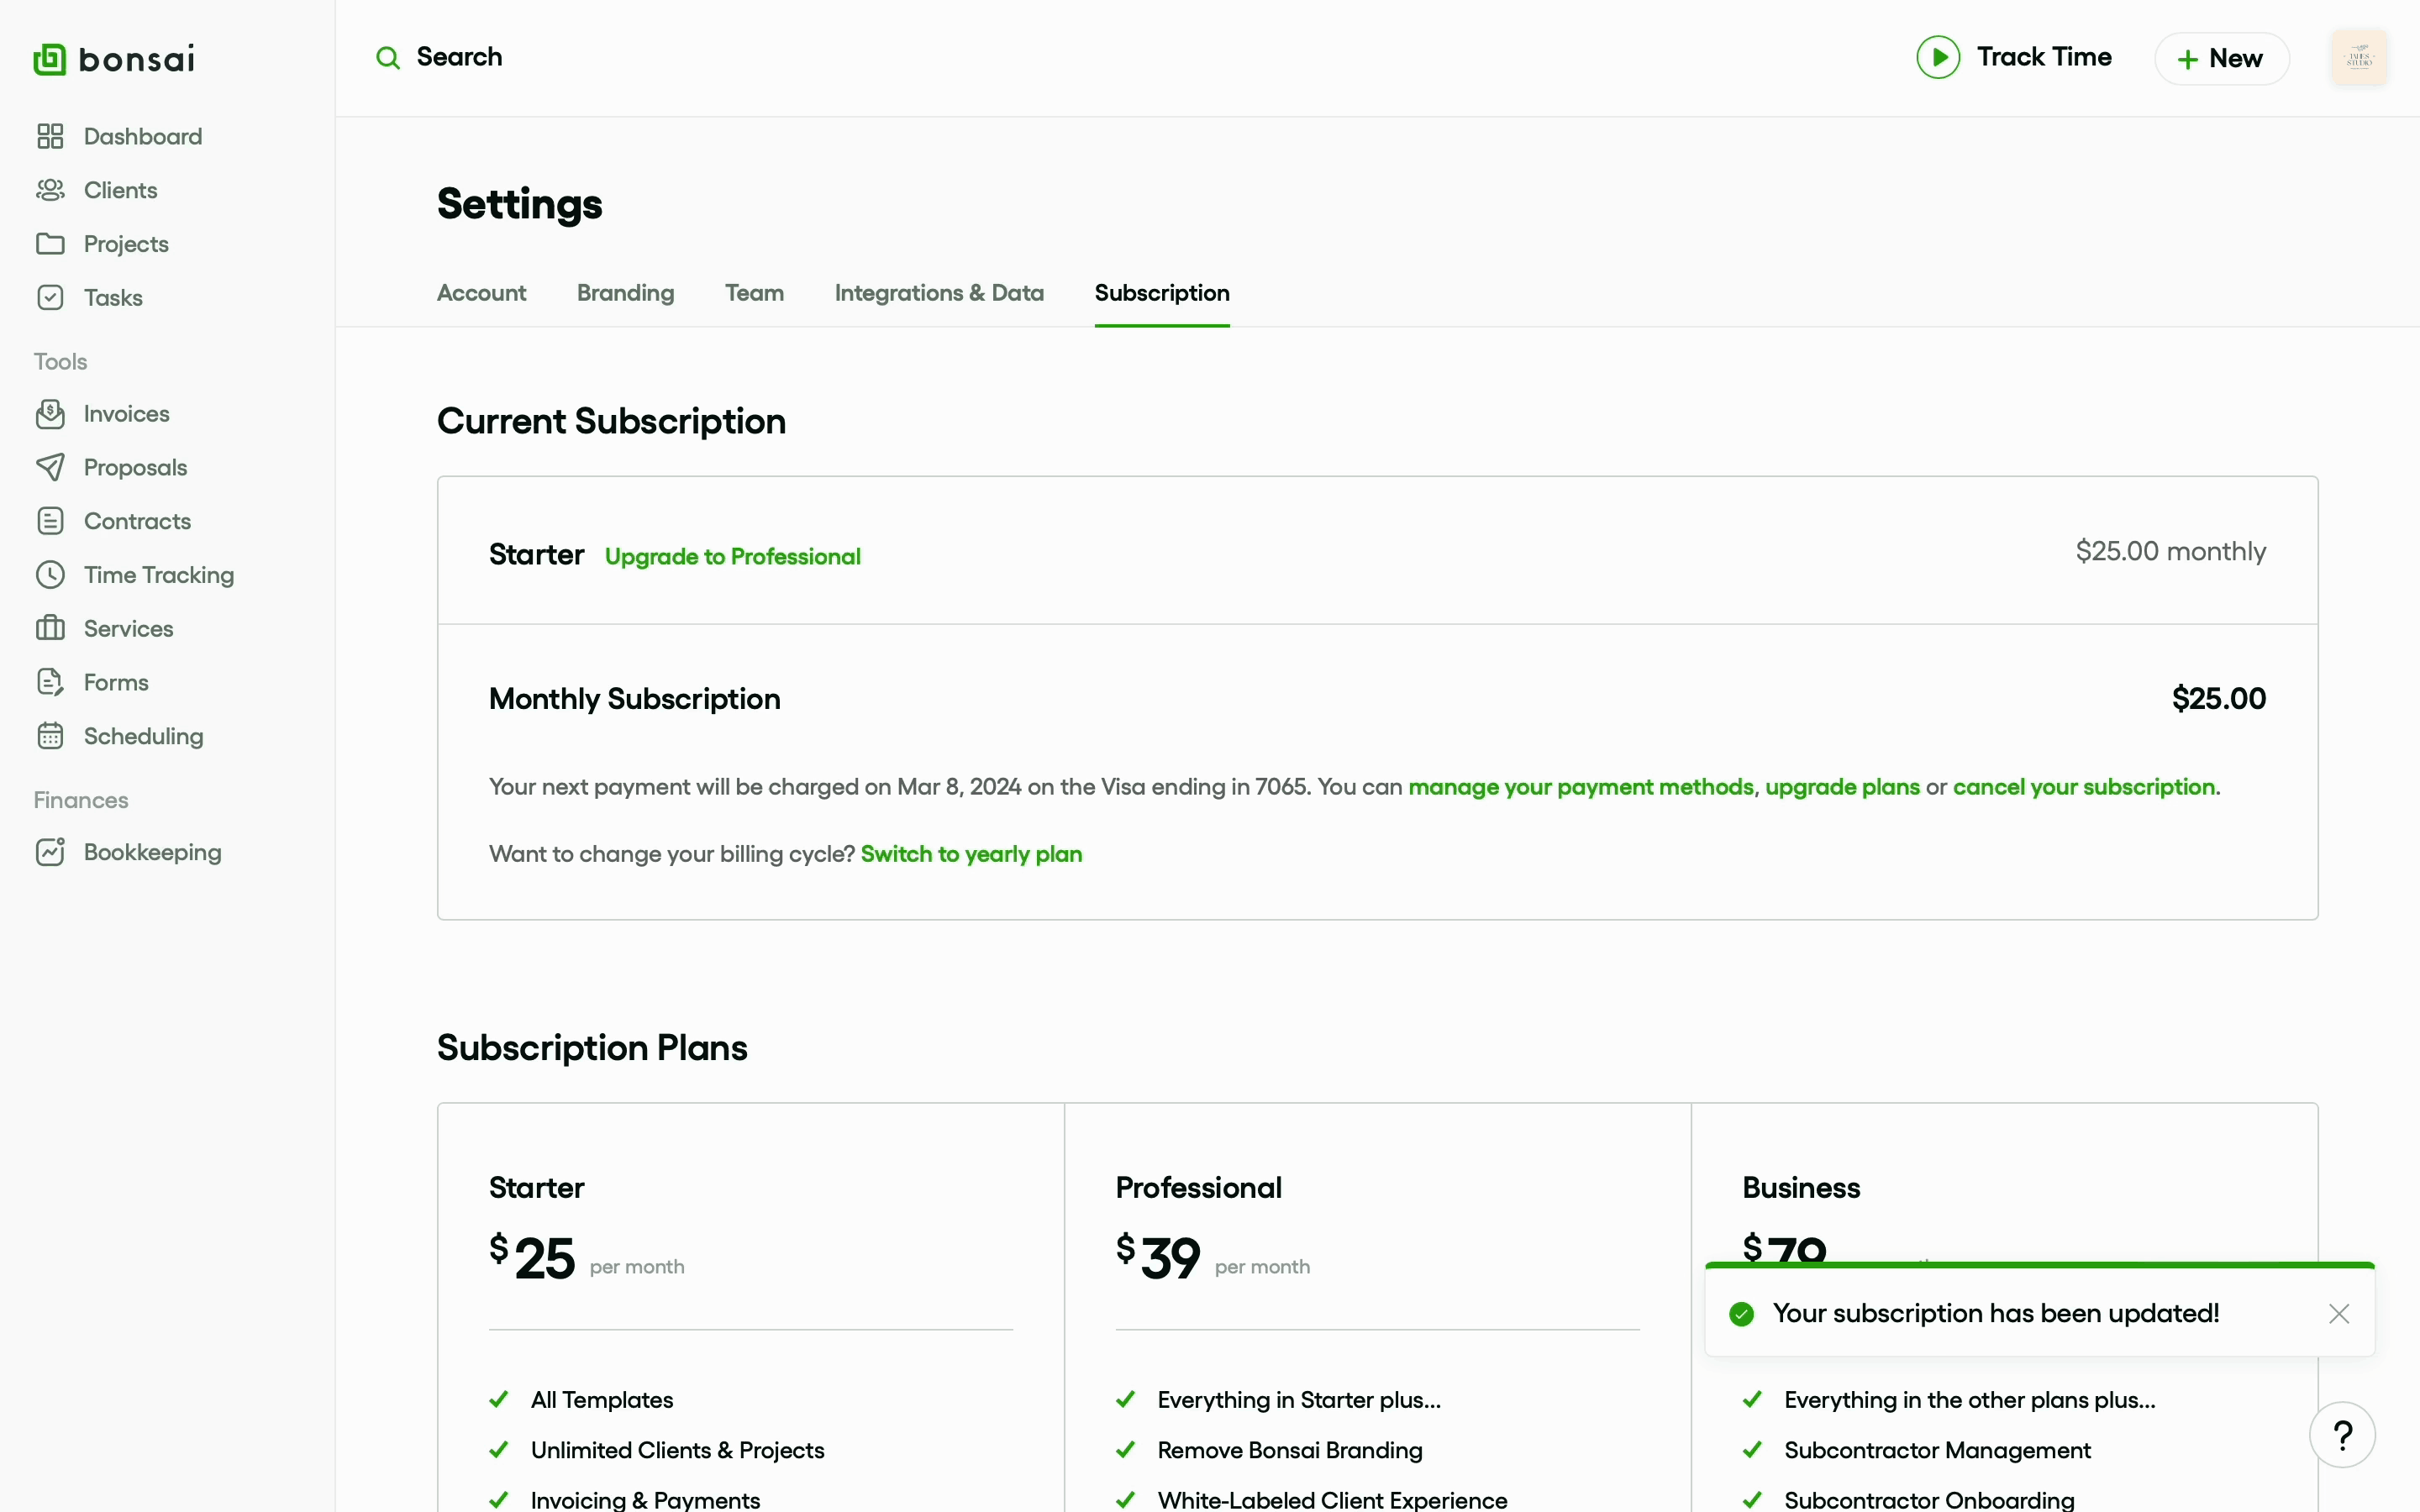 bonsai
Search
Track Time
New
JAMES
STUDIO
Dashboard
Clients
Projects
Tasks
Tools
Invoices
Proposals
Contracts
Time Tracking
Services
Forms
Scheduling
Finances
Bookkeeping
Settings
Account
Branding
Team
Integrations & Data
Subscription
Current Subscription
Starter Upgrade to Professional
$25.00 monthly
Monthly Subscription
$25.00
Your next payment will be charged on Mar 8, 2024 on the Visa ending in 7065. You can manage your payment methods, upgrade plans or cancel your subscription.
Want to change your billing cycle? Switch to yearly plan
Subscription Plans
Starter
$25 per month
All Templates
Unlimited Clients & Projects
Invoicing & Payments
Professional
$39 per month
Everything in Starter plus...
Remove Bonsai Branding
White-Labeled Client Experience
Business
$79
Your subscription has been updated!
Everything in the other plans plus...
Subcontractor Management
Subcontractor Onboarding
?